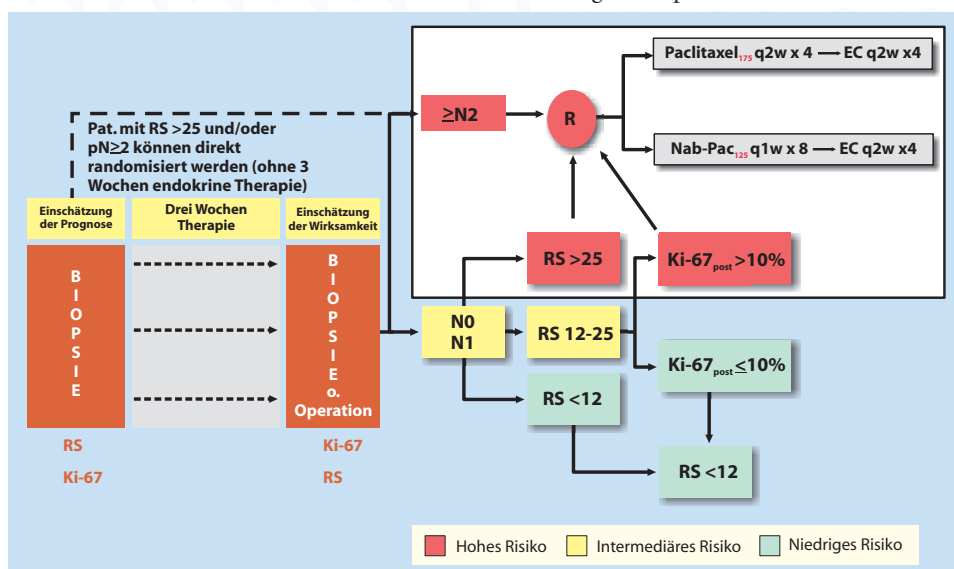 Paclitaxel175 q2w x 4 → EC q2w x4
≥N2
R
Pat. mit RS >25 und/oder
pN≥2 können direkt
randomisiert werden (ohne 3
Wochen endokrine Therapie)
Nab-Pac125 q1w x 8 → EC q2w x4
Einschätzung
der Prognose
Drei Wochen
Therapie
Einschätzung
der Wirksamkeit
BIOPSIE
BIOPSIE
o.
Operation
RS >25
Ki-67post >10%
N0
N1
RS 12-25
Ki-67post ≤10%
RS <12
RS <12
RS
Ki-67
Ki-67
RS
Hohes Risiko
Intermediäres Risiko
Niedriges Risiko